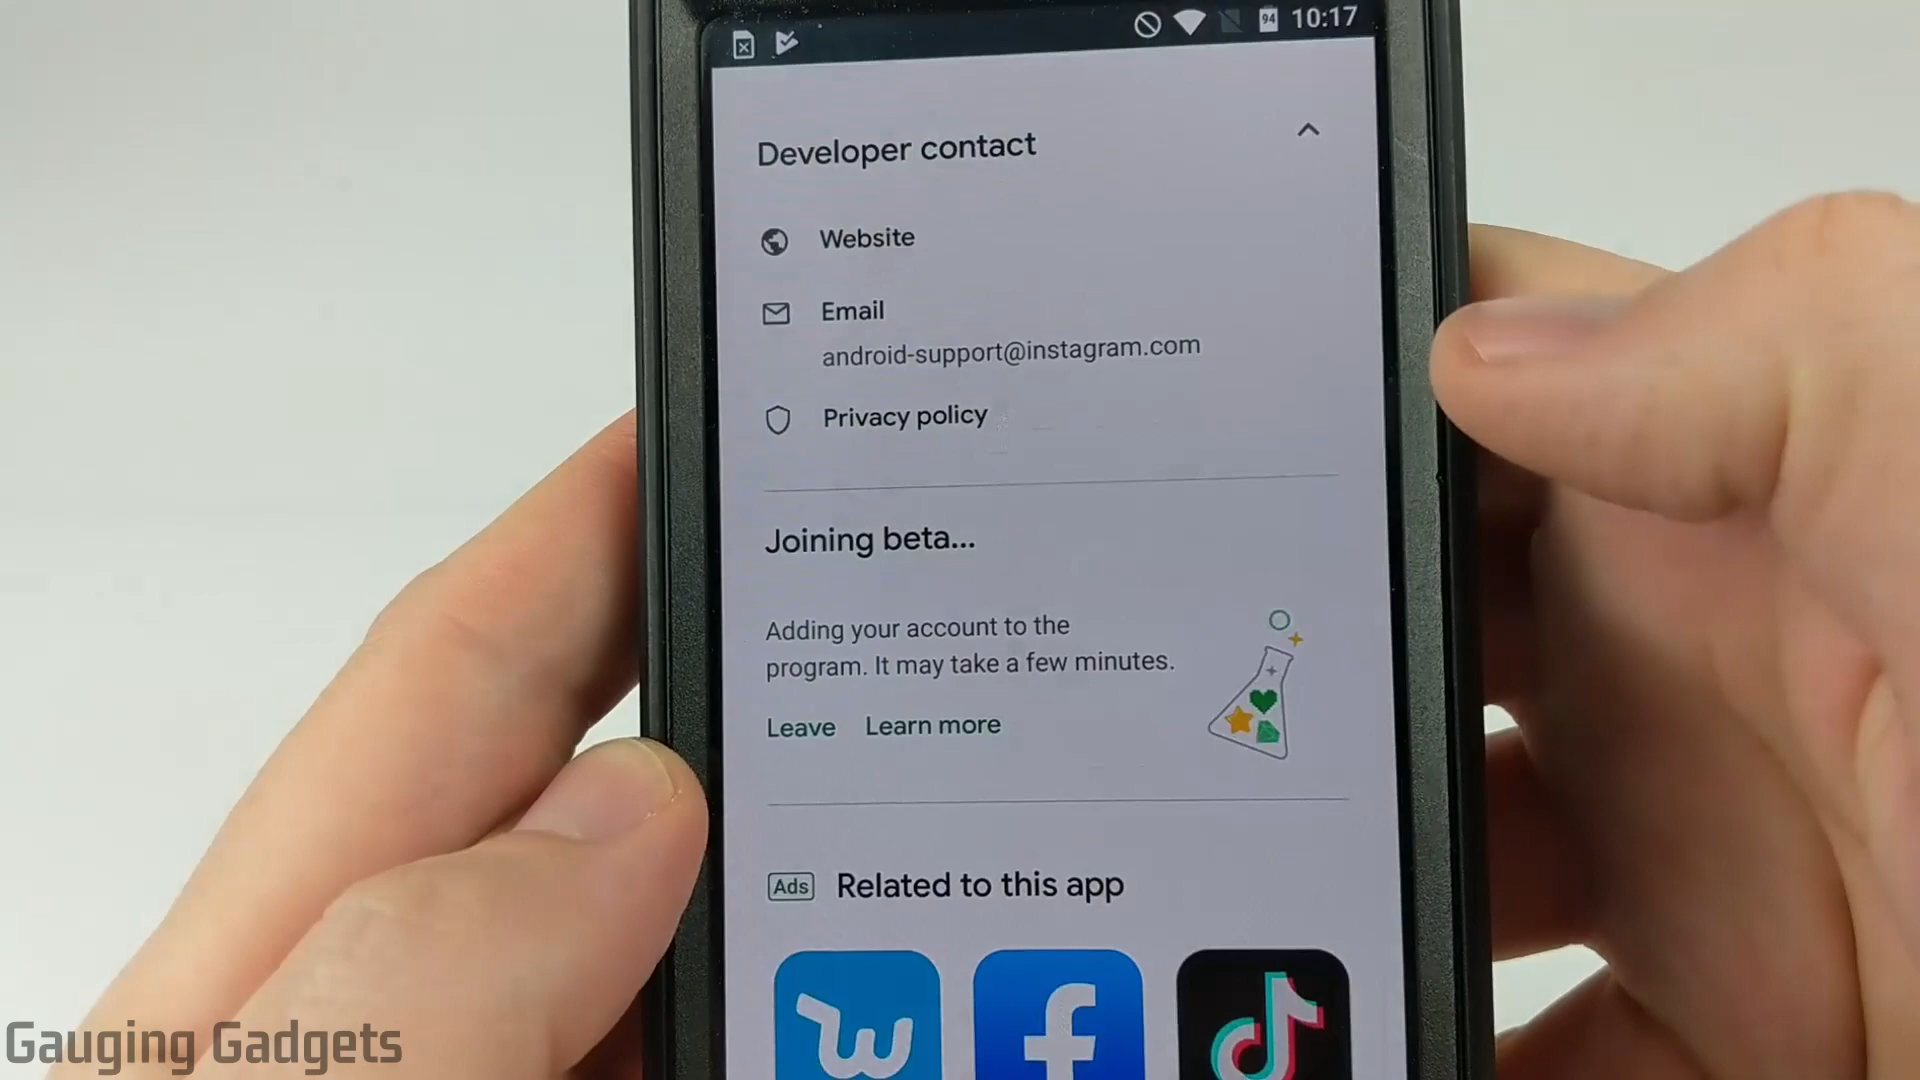 94 10:17
Developer contact
Website
Email
android-support@instagram.com
Privacy policy
Joining beta...
Adding your account to the
program. It may take a few minutes.
Leave Learn more
Ads Related to this app
Gauging Gadgets